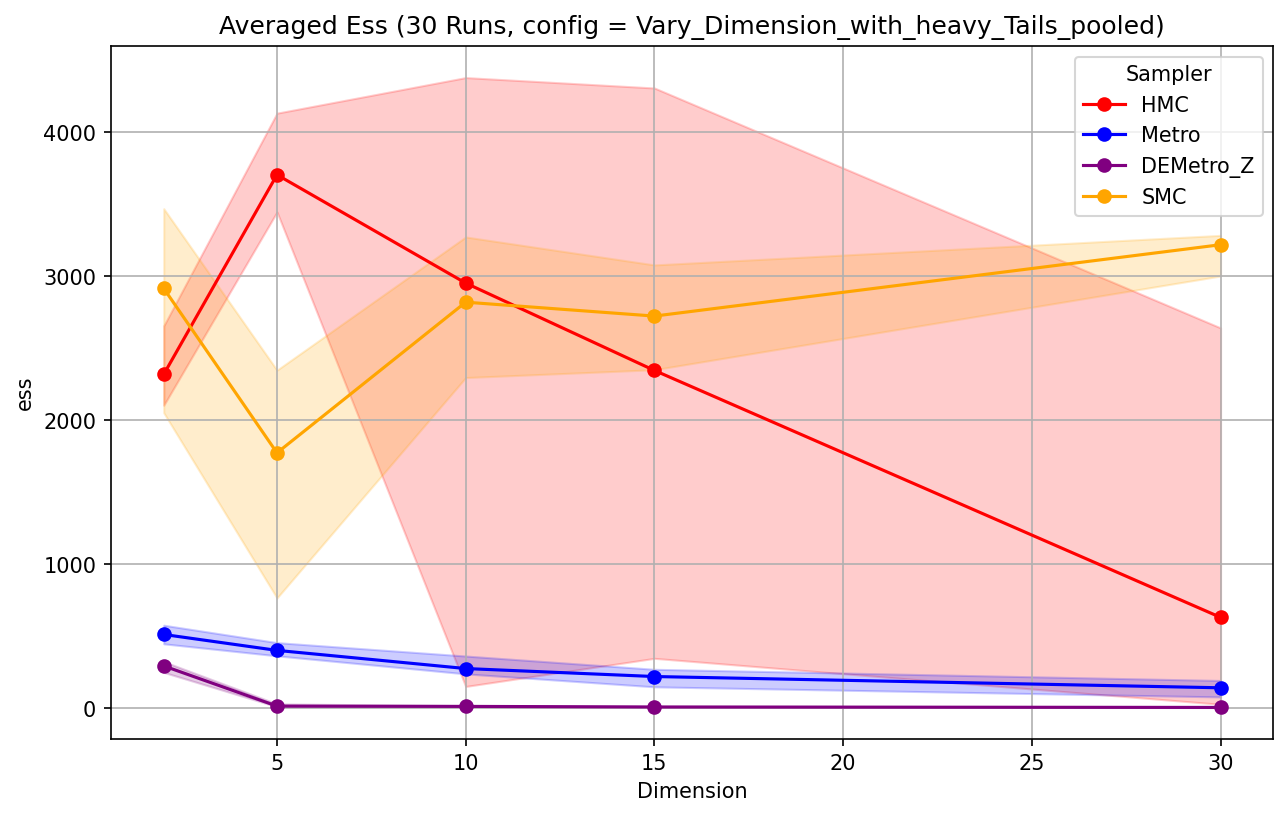 Averaged Ess (30 Runs, config = Vary_Dimension_with_heavy_Tails_pooled)
Sampler
HMC
Metro
DEMetro_Z
SMC
ess
4000
3000
2000
1000
0
5 10 15 20 25 30
Dimension